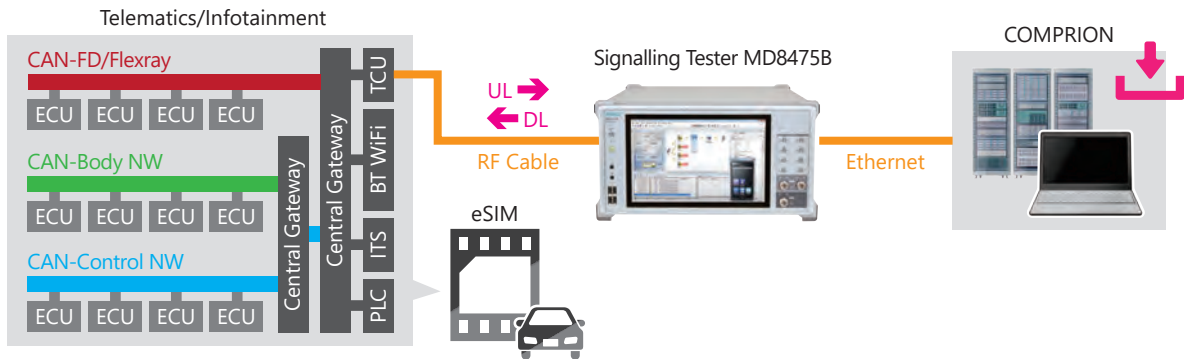 Telematics/Infotainment
CAN-FD/Flexray
ECU ECU ECU ECU
CAN-Body NW
ECU ECU ECU ECU
CAN-Control NW
ECU ECU ECU ECU
Central Gateway
Central Gateway
TCU
BT WiFi
ITS
PLC
eSIM
UL
DL
RF Cable
Signalling Tester MD8475B
Ethernet
COMPRION